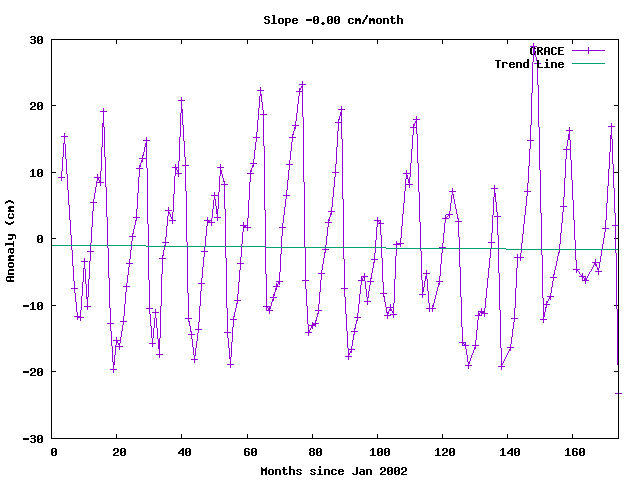 Slope -0.00 cm/month
GRACE
Trend Line
30
20
10
0
-10
-20
-30
Anomaly (cm)
0 20 40 60 80 100 120 140 160
Months since Jan 2002